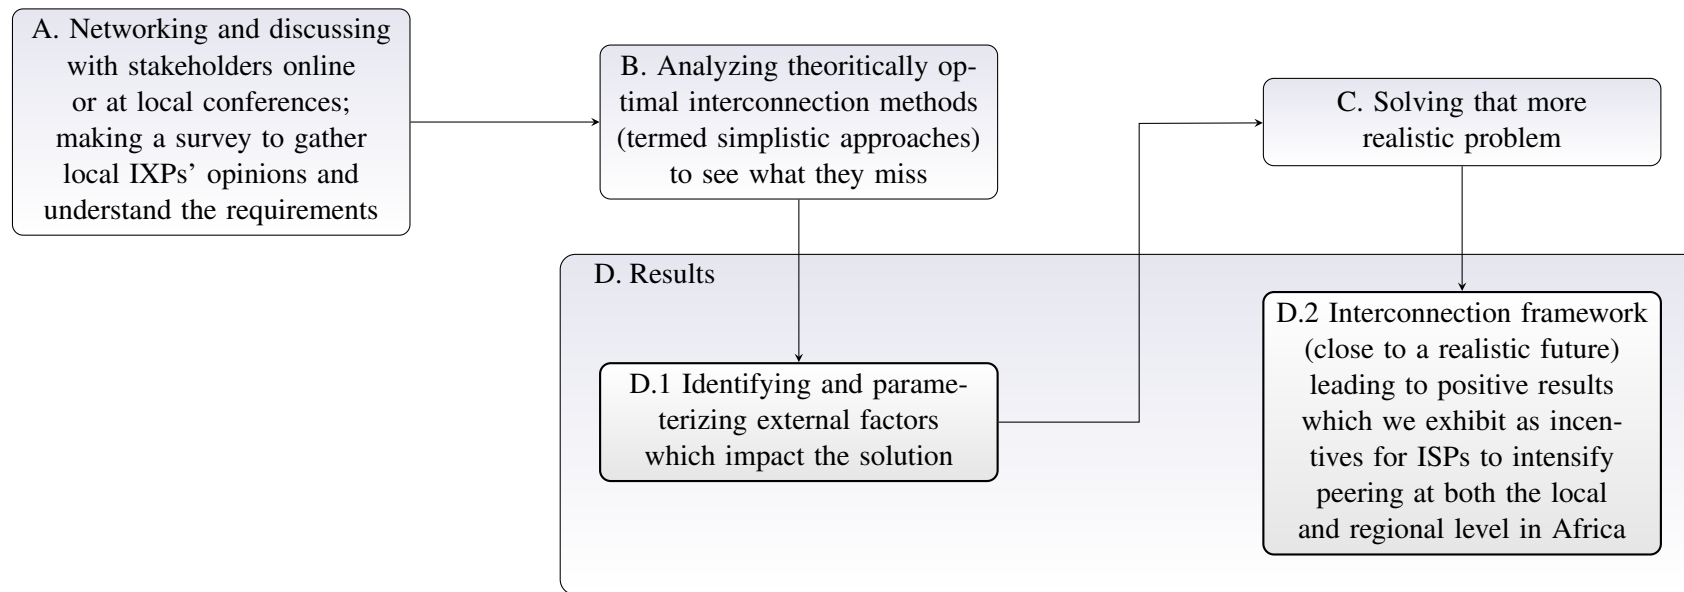 A. Networking and discussing
with stakeholders online
or at local conferences;
making a survey to gather
local IXPs’ opinions and
understand the requirements
B. Analyzing theoritically op-
timal interconnection methods
(termed simplistic approaches)
to see what they miss
C. Solving that more
realistic problem
D. Results
D.1 Identifying and parame-
terizing external factors
which impact the solution
D.2 Interconnection framework
(close to a realistic future)
leading to positive results
which we exhibit as incen-
tives for ISPs to intensify
peering at both the local
and regional level in Africa